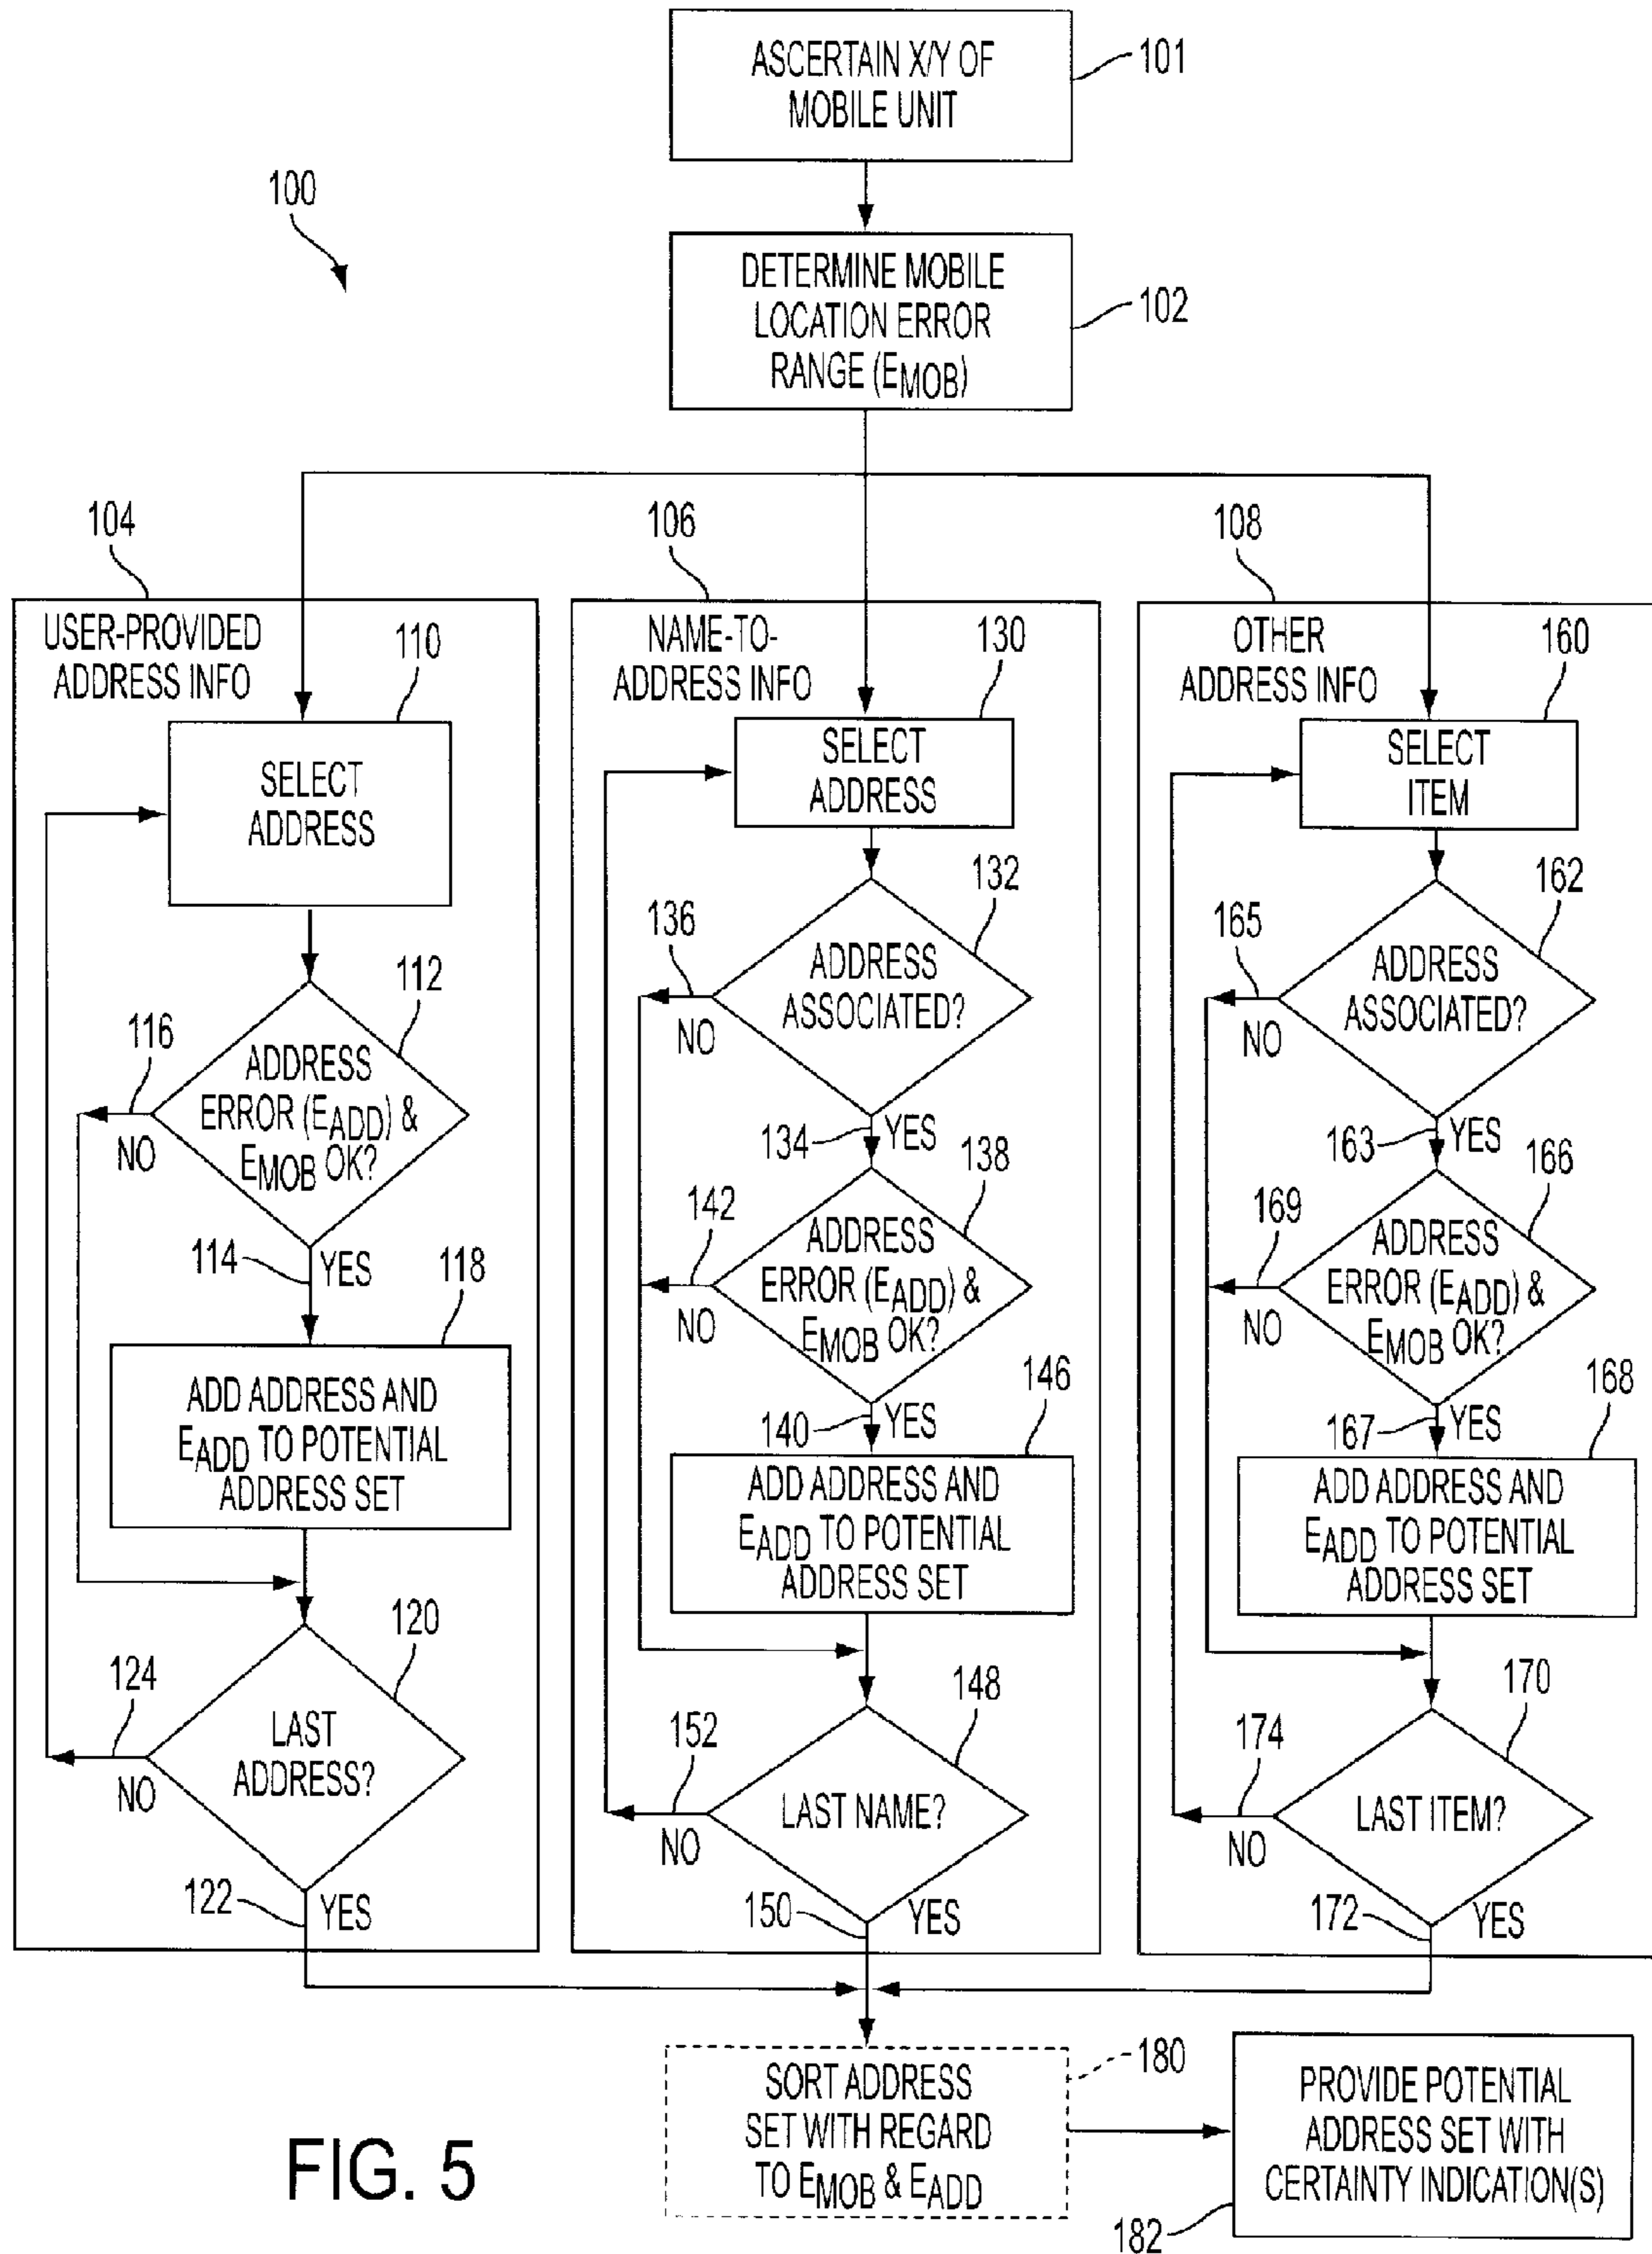 ASCERTAIN X/Y OF
MOBILE UNIT
101
100
DETERMINE MOBILE
LOCATION ERROR
RANGE (EMOB)
102
104
USER-PROVIDED
ADDRESS INFO
110
SELECT
ADDRESS
112
116
ADDRESS
ERROR (EADD) &
EMOB OK?
NO
114
YES
118
ADD ADDRESS AND
EADD TO POTENTIAL
ADDRESS SET
120
124
LAST
ADDRESS?
NO
122
YES
106
NAME-TO-
ADDRESS INFO
130
SELECT
ADDRESS
132
136
ADDRESS
ASSOCIATED?
NO
134
YES
138
142
ADDRESS
ERROR (EADD) &
EMOB OK?
NO
140
YES
146
ADD ADDRESS AND
EADD TO POTENTIAL
ADDRESS SET
148
152
LAST NAME?
NO
150
YES
108
OTHER
ADDRESS INFO
160
SELECT
ITEM
162
165
ADDRESS
ASSOCIATED?
NO
163
YES
166
169
ADDRESS
ERROR (EADD) &
EMOB OK?
NO
167
YES
168
ADD ADDRESS AND
EADD TO POTENTIAL
ADDRESS SET
170
174
LAST ITEM?
NO
172
YES
180
SORT ADDRESS
SET WITH REGARD
TO EMOB & EADD
PROVIDE POTENTIAL
ADDRESS SET WITH
CERTAINTY INDICATION(S)
182
FIG. 5